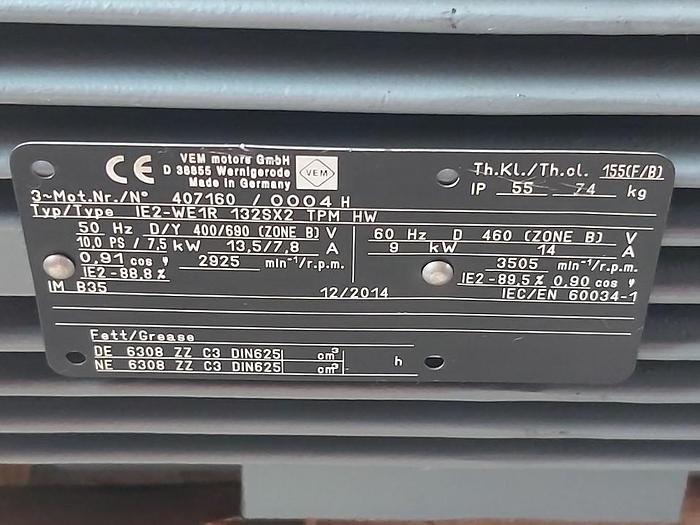 CE VEM motors GmbH
D 38855 Wernigerode
Made in Germany
VEM
Th.Kl./Th.cl. 155(F/B)
IP 55 74 kg
3~Mot.Nr./N° 407160 / 0004 H
Typ/Type IE2-WE1R 132SX2 TPM HW
50 Hz D/Y 400/690 (ZONE B) V
10,0 PS / 7,5 kW 13,5/7,8 A
0,91 cos φ 2925 min⁻¹/r.p.m.
IE2-88,8%
60 Hz D 460 (ZONE B) V
9 kW 14 A
3505 min⁻¹/r.p.m.
IE2-89,5% 0,90 cos φ
IM B35 12/2014 IEC/EN 60034-1
Fett/Grease
DE 6308 ZZ C3 DIN625 cm³ h
NE 6308 ZZ C3 DIN625 cm³